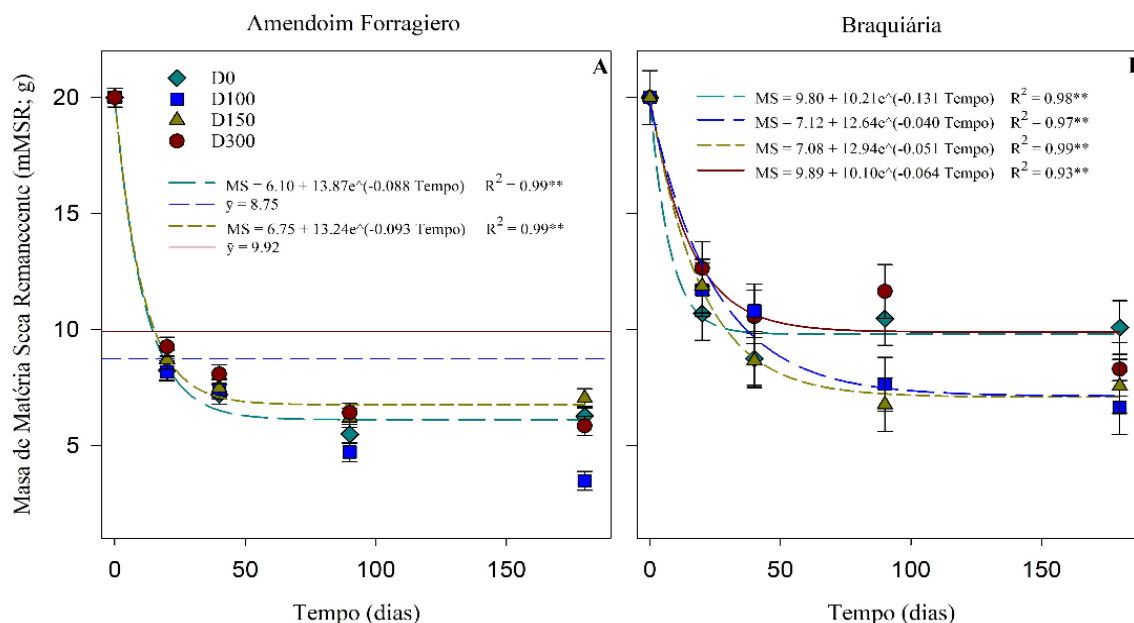 Amendoim Forragiero
Braquiária
Masa de Matéria Seca Remanecente (mMSR; g)
A
D0
D100
D150
D300
MS = 6.10 + 13.87e^(-0.088 Tempo) R² = 0.99**
ȳ = 8.75
MS = 6.75 + 13.24e^(-0.093 Tempo) R² = 0.99**
ȳ = 9.92
20
15
10
5
0 50 100 150
Tempo (dias)
MS = 9.80 + 10.21e^(-0.131 Tempo) R² = 0.98**
MS = 7.12 + 12.64e^(-0.040 Tempo) R² = 0.97**
MS = 7.08 + 12.94e^(-0.051 Tempo) R² = 0.99**
MS = 9.89 + 10.10e^(-0.064 Tempo) R² = 0.93**
0 50 100 150
Tempo (dias)